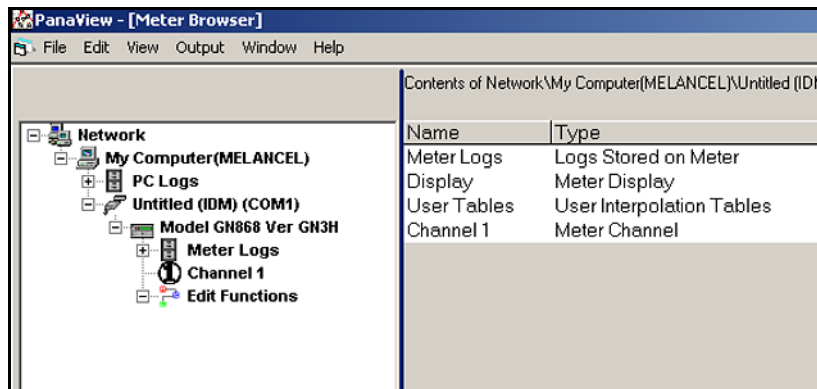 PanaView - [Meter Browser]
File Edit View Output Window Help
Contents of Network\My Computer(MELANCEL)\Untitled (IDM
Network
My Computer(MELANCEL)
PC Logs
Untitled (IDM) (COM1)
Model GN868 Ver GN3H
Meter Logs
1 Channel 1
Edit Functions
Name Type
Meter Logs Logs Stored on Meter
Display Meter Display
User Tables User Interpolation Tables
Channel 1 Meter Channel